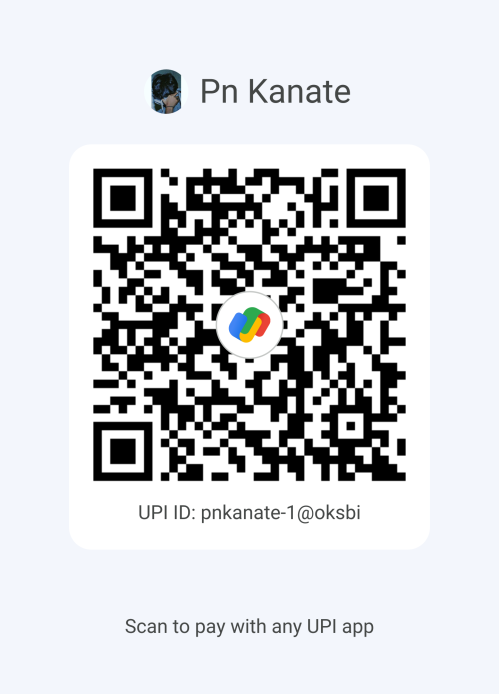 Pn Kanate
UPI ID: pnkanate-1@oksbi
Scan to pay with any UPI app